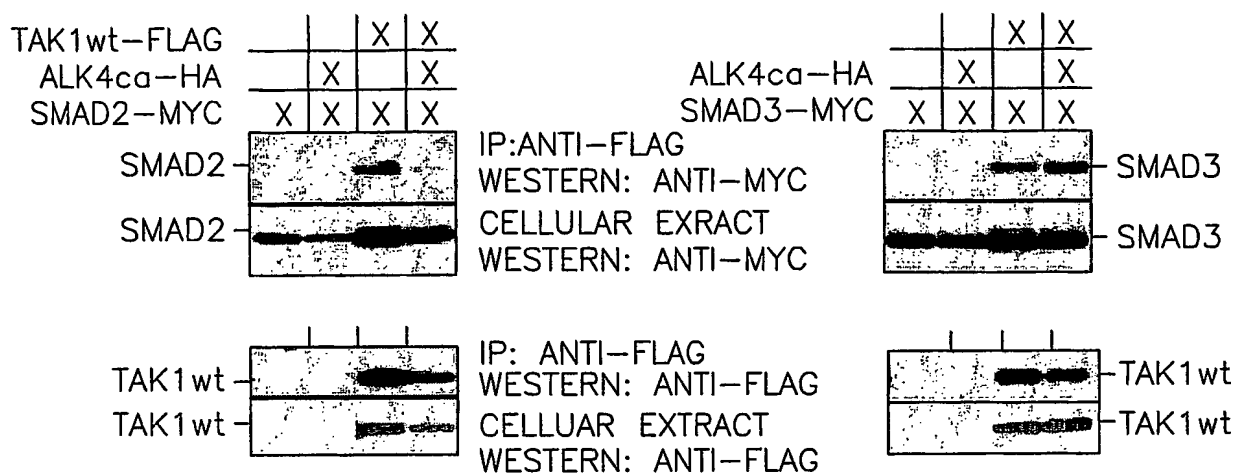 TAK1wt-FLAG X X
ALK4ca-HA X X
SMAD2-MYC X X X X
SMAD2
IP:ANTI-FLAG
WESTERN: ANTI-MYC
SMAD2
CELLULAR EXTRACT
WESTERN: ANTI-MYC
TAK1wt
IP: ANTI-FLAG
WESTERN: ANTI-FLAG
TAK1wt
CELLUAR EXTRACT
WESTERN: ANTI-FLAG
X X
ALK4ca-HA X X
SMAD3-MYC X X X X
SMAD3
SMAD3
TAK1wt
TAK1wt